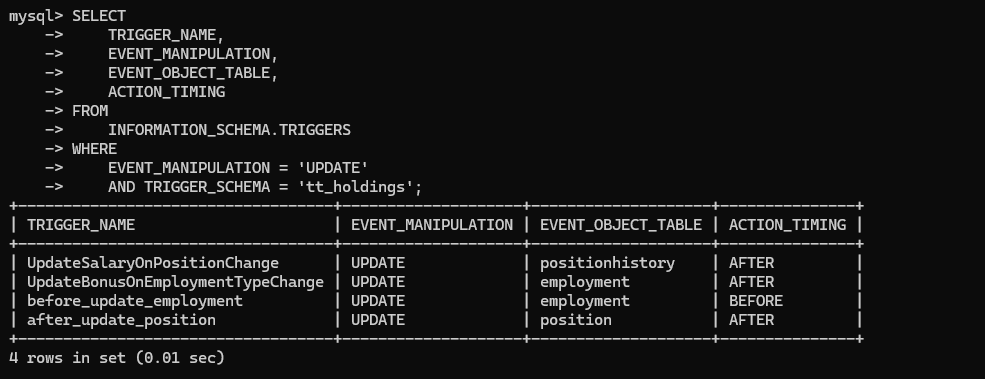 mysql> SELECT
    ->     TRIGGER_NAME,
    ->     EVENT_MANIPULATION,
    ->     EVENT_OBJECT_TABLE,
    ->     ACTION_TIMING
    -> FROM
    ->     INFORMATION_SCHEMA.TRIGGERS
    -> WHERE
    ->     EVENT_MANIPULATION = 'UPDATE'
    ->     AND TRIGGER_SCHEMA = 'tt_holdings';
+---------------------------------+--------------------+--------------------+---------------+
| TRIGGER_NAME                    | EVENT_MANIPULATION | EVENT_OBJECT_TABLE | ACTION_TIMING |
+---------------------------------+--------------------+--------------------+---------------+
| UpdateSalaryOnPositionChange    | UPDATE             | positionhistory    | AFTER         |
| UpdateBonusOnEmploymentTypeChange | UPDATE             | employment         | AFTER         |
| before_update_employment        | UPDATE             | employment         | BEFORE        |
| after_update_position           | UPDATE             | position           | AFTER         |
+---------------------------------+--------------------+--------------------+---------------+
4 rows in set (0.01 sec)